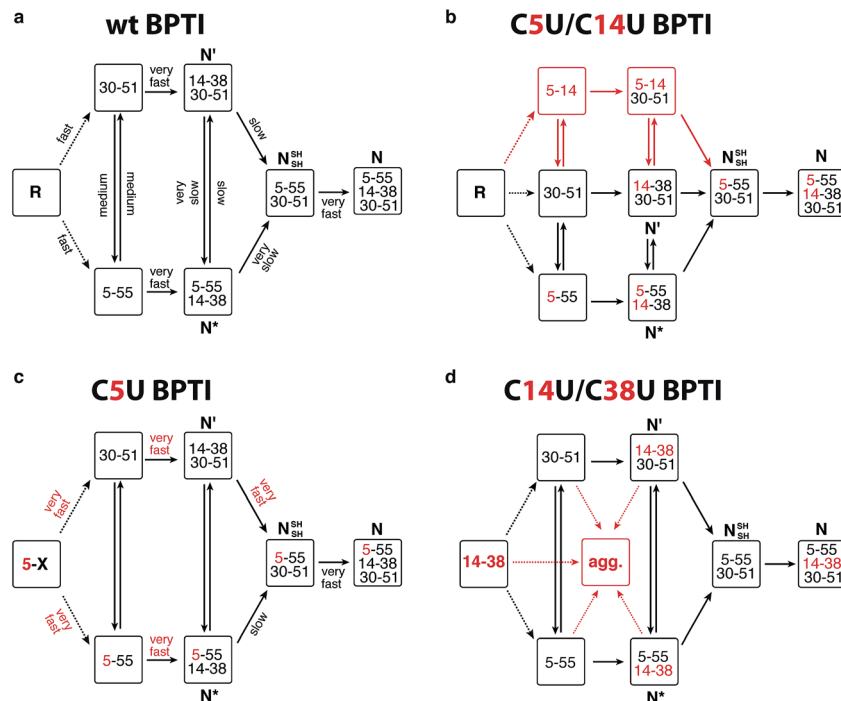 a
wt BPTI
N'
30-51
very
fast
14-38
30-51
fast
slow
medium
medium
very
slow
slow
R
N SH SH
5-55
30-51
very
fast
N
5-55
14-38
30-51
fast
very
slow
5-55
very
fast
5-55
14-38
N*
b
C5U/C14U BPTI
5-14
5-14
30-51
R
30-51
14-38
30-51
N'
N SH SH
5-55
30-51
N
5-55
14-38
30-51
5-55
5-55
14-38
N*
c
C5U BPTI
N'
30-51
very
fast
14-38
30-51
very
fast
very
fast
5-X
N SH SH
5-55
30-51
very
fast
N
5-55
14-38
30-51
very
fast
slow
5-55
very
fast
5-55
14-38
N*
d
C14U/C38U BPTI
N'
30-51
14-38
30-51
14-38
agg.
N SH SH
5-55
30-51
N
5-55
14-38
30-51
5-55
5-55
14-38
N*